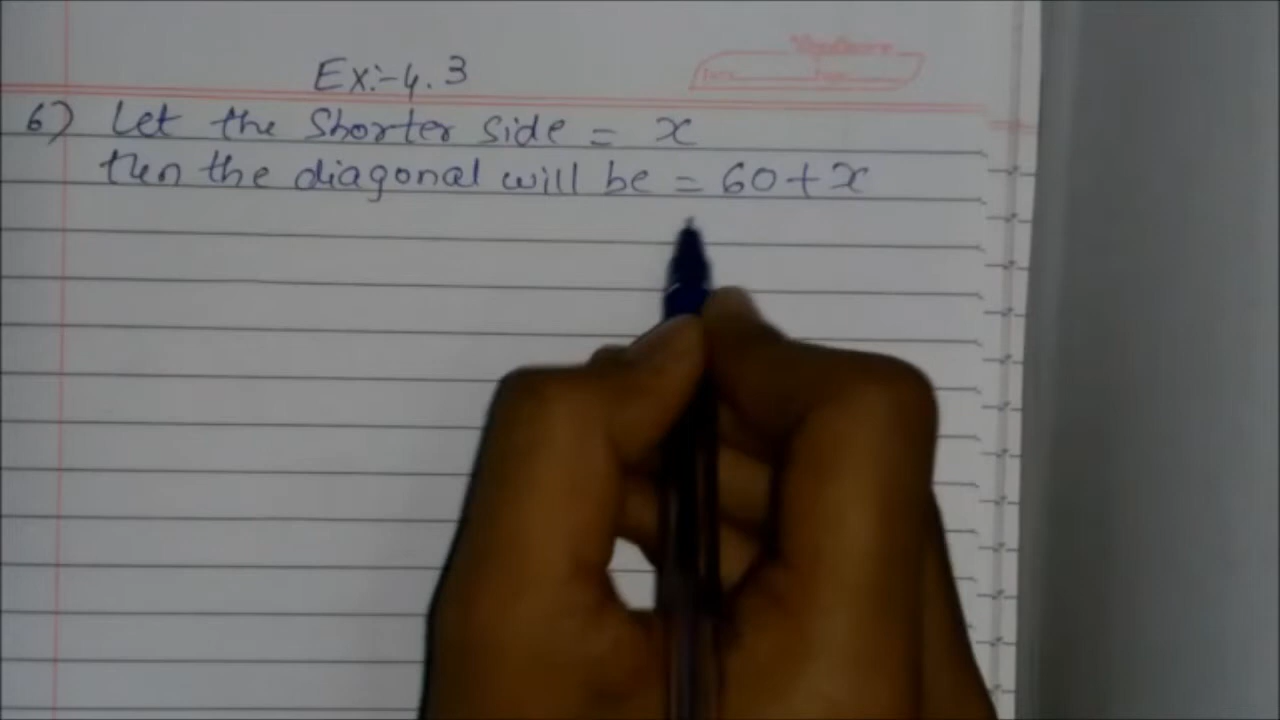 Ex:- 4.3
6) Let the Shorter Side = x
then the diagonal will be = 60 + x